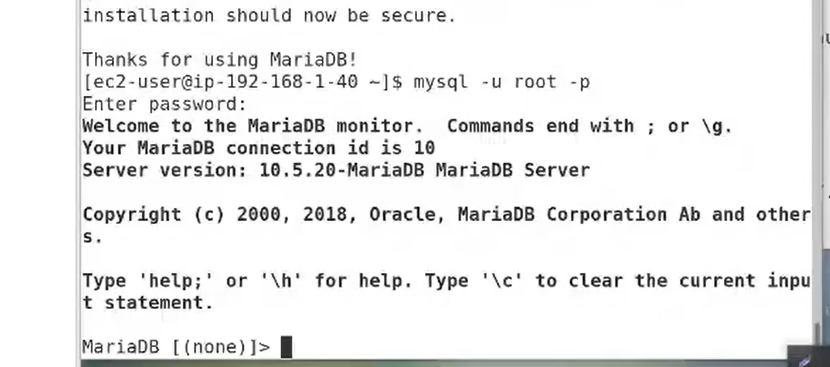 installation should now be secure.
Thanks for using MariaDB!
[ec2-user@ip-192-168-1-40 ~]$ mysql -u root -p
Enter password:
Welcome to the MariaDB monitor.  Commands end with ; or \g.
Your MariaDB connection id is 10
Server version: 10.5.20-MariaDB MariaDB Server
Copyright (c) 2000, 2018, Oracle, MariaDB Corporation Ab and other
s.
Type 'help;' or '\h' for help. Type '\c' to clear the current inpu
t statement.
MariaDB [(none)]>